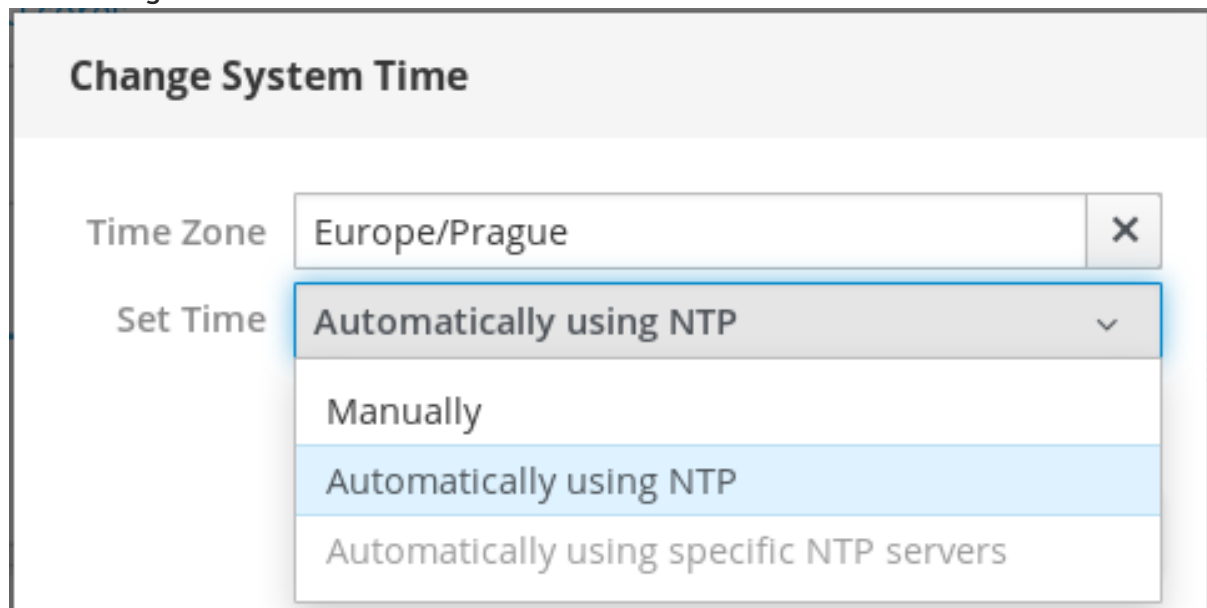 Change System Time
Time Zone Europe/Prague
Set Time Automatically using NTP
Manually
Automatically using NTP
Automatically using specific NTP servers